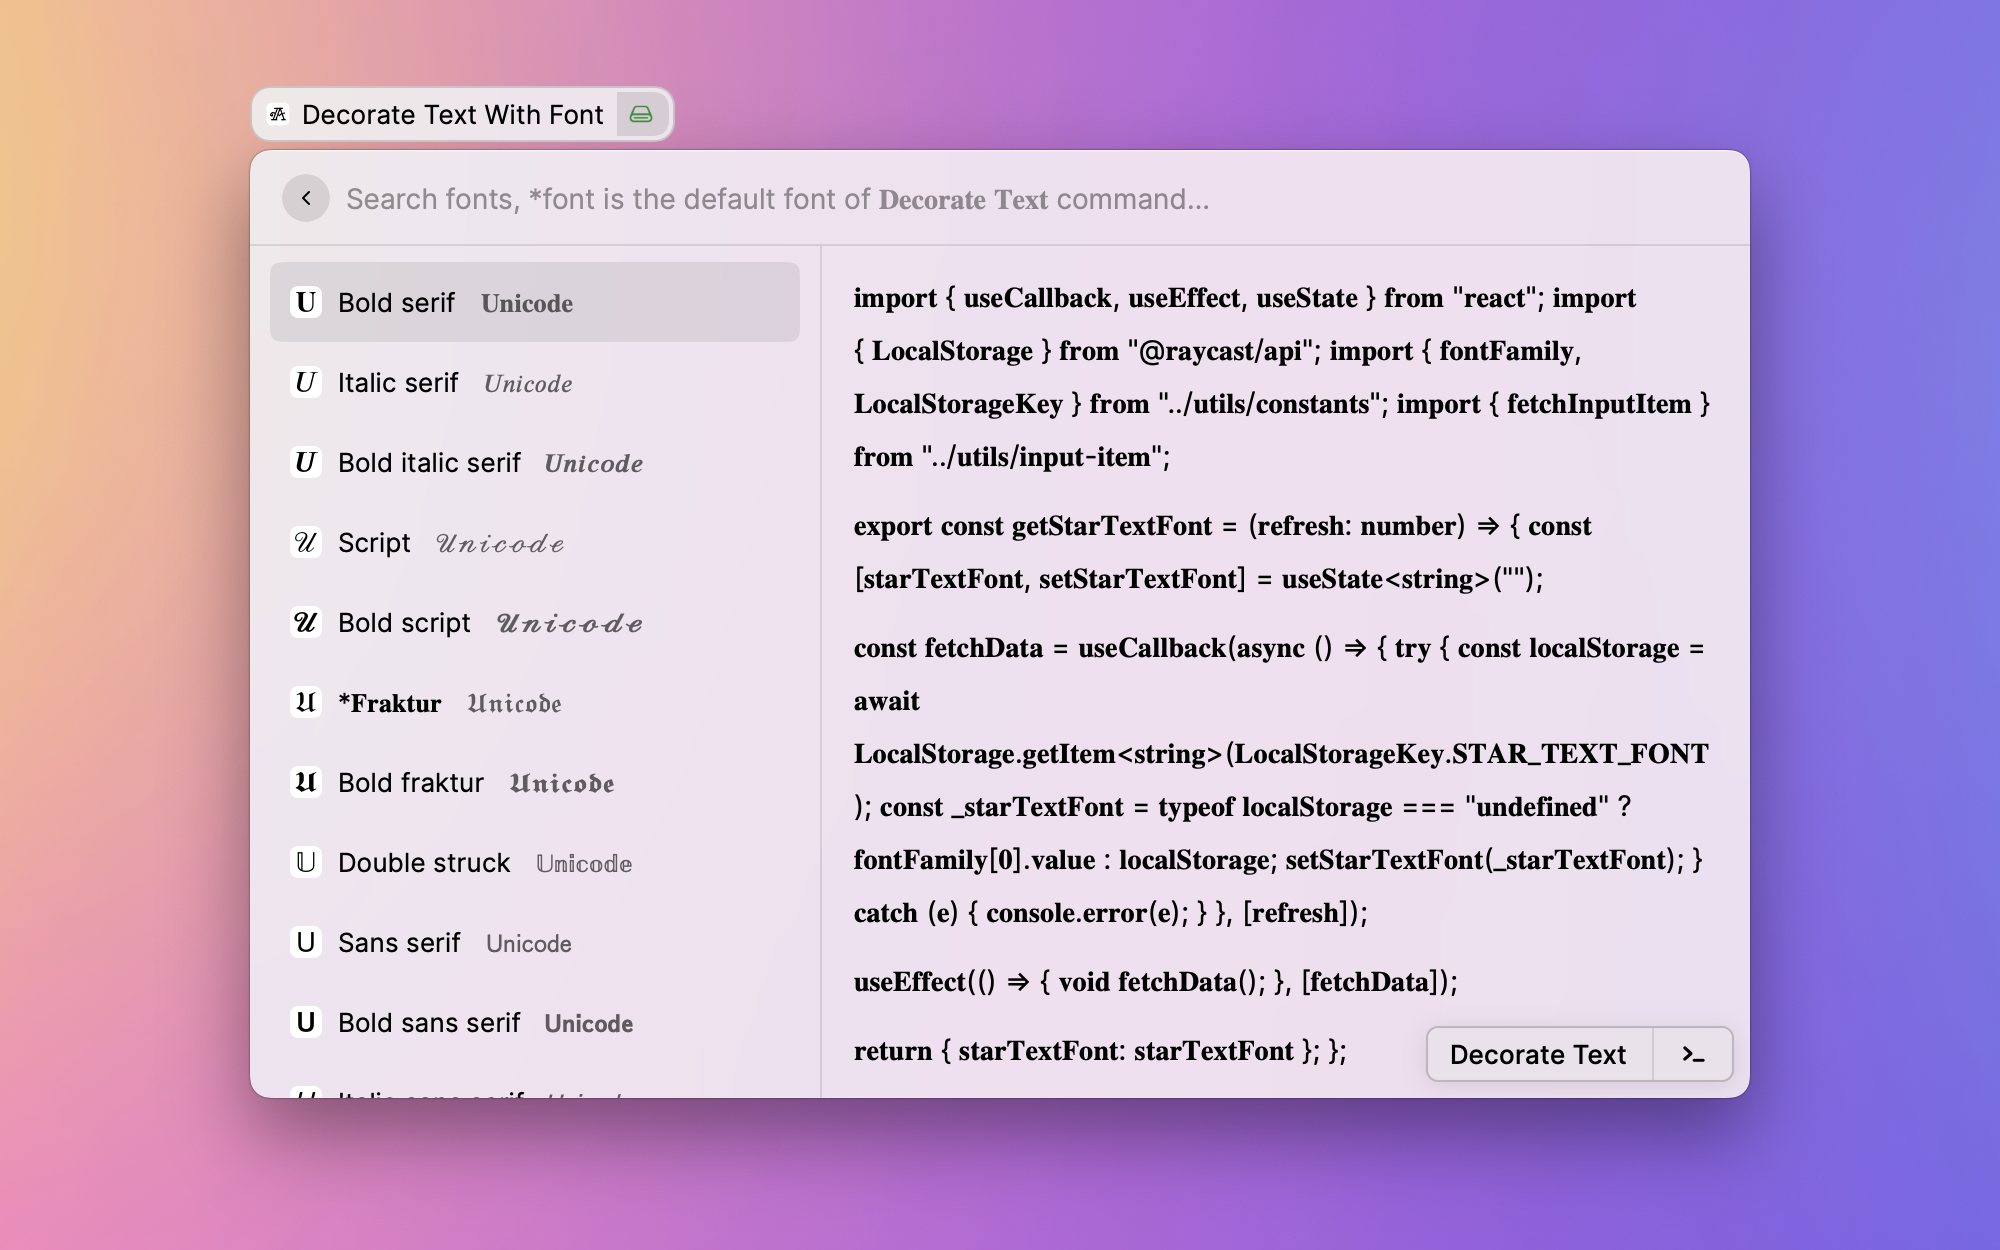 Decorate Text With Font
Search fonts, *font is the default font of 𝐃𝐞𝐜𝐨𝐫𝐚𝐭𝐞 𝐓𝐞𝐱𝐭 command...
U Bold serif 𝐔𝐧𝐢𝐜𝐨𝐝𝐞
U Italic serif 𝑈𝑛𝑖𝑐𝑜𝑑𝑒
U Bold italic serif 𝑼𝒏𝒊𝒄𝒐𝒅𝒆
U Script 𝒰𝓃𝒾𝒸ℴ𝒹ℯ
U Bold script 𝓤𝓷𝓲𝓬𝓸𝓭𝓮
U *𝐅𝐫𝐚𝐤𝐭𝐮𝐫 𝔘𝔫𝔦𝔠𝔬𝔡𝔢
U Bold fraktur 𝖀𝖓𝖎𝖈𝖔𝖉𝖊
U Double struck 𝕌𝕟𝕚𝕔𝕠𝕕𝕖
U Sans serif 𝖴𝗇𝗂𝖼𝗈𝖽𝖾
U Bold sans serif 𝗨𝗻𝗶𝗰𝗼𝗱𝗲
U Italic sans serif 𝘜𝘯𝘪𝘤𝘰𝘥𝘦
import { useCallback, useEffect, useState } from "react"; import
{ LocalStorage } from "@raycast/api"; import { fontFamily,
LocalStorageKey } from "../utils/constants"; import { fetchInputItem }
from "../utils/input-item";
export const getStarTextFont = (refresh: number) => { const
[starTextFont, setStarTextFont] = useState<string>("");
const fetchData = useCallback(async () => { try { const localStorage =
await
LocalStorage.getItem<string>(LocalStorageKey.STAR_TEXT_FONT
); const _starTextFont = typeof localStorage === "undefined" ?
fontFamily[0].value : localStorage; setStarTextFont(_starTextFont); }
catch (e) { console.error(e); } }, [refresh]);
useEffect(() => { void fetchData(); }, [fetchData]);
return { starTextFont: starTextFont }; };
Decorate Text